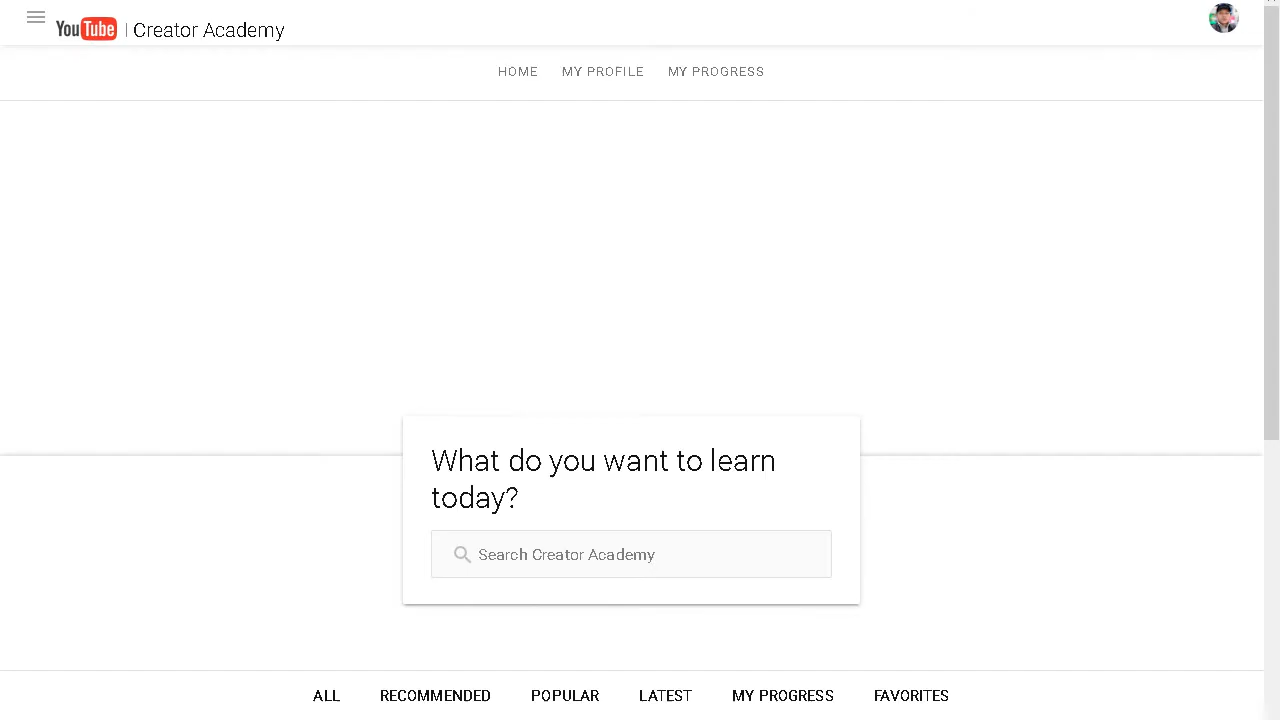 YouTube | Creator Academy
HOME MY PROFILE MY PROGRESS
What do you want to learn
today?
Search Creator Academy
ALL RECOMMENDED POPULAR LATEST MY PROGRESS FAVORITES